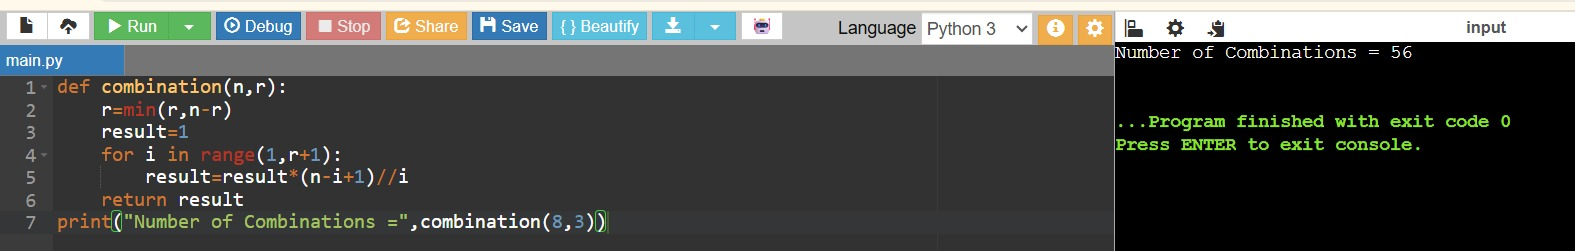 Run Debug Stop Share Save { } Beautify Language Python 3 input
main.py
1 def combination(n,r):
2     r=min(r,n-r)
3     result=1
4     for i in range(1,r+1):
5         result=result*(n-i+1)//i
6     return result
7 print("Number of Combinations =",combination(8,3))
Number of Combinations = 56
...Program finished with exit code 0
Press ENTER to exit console.